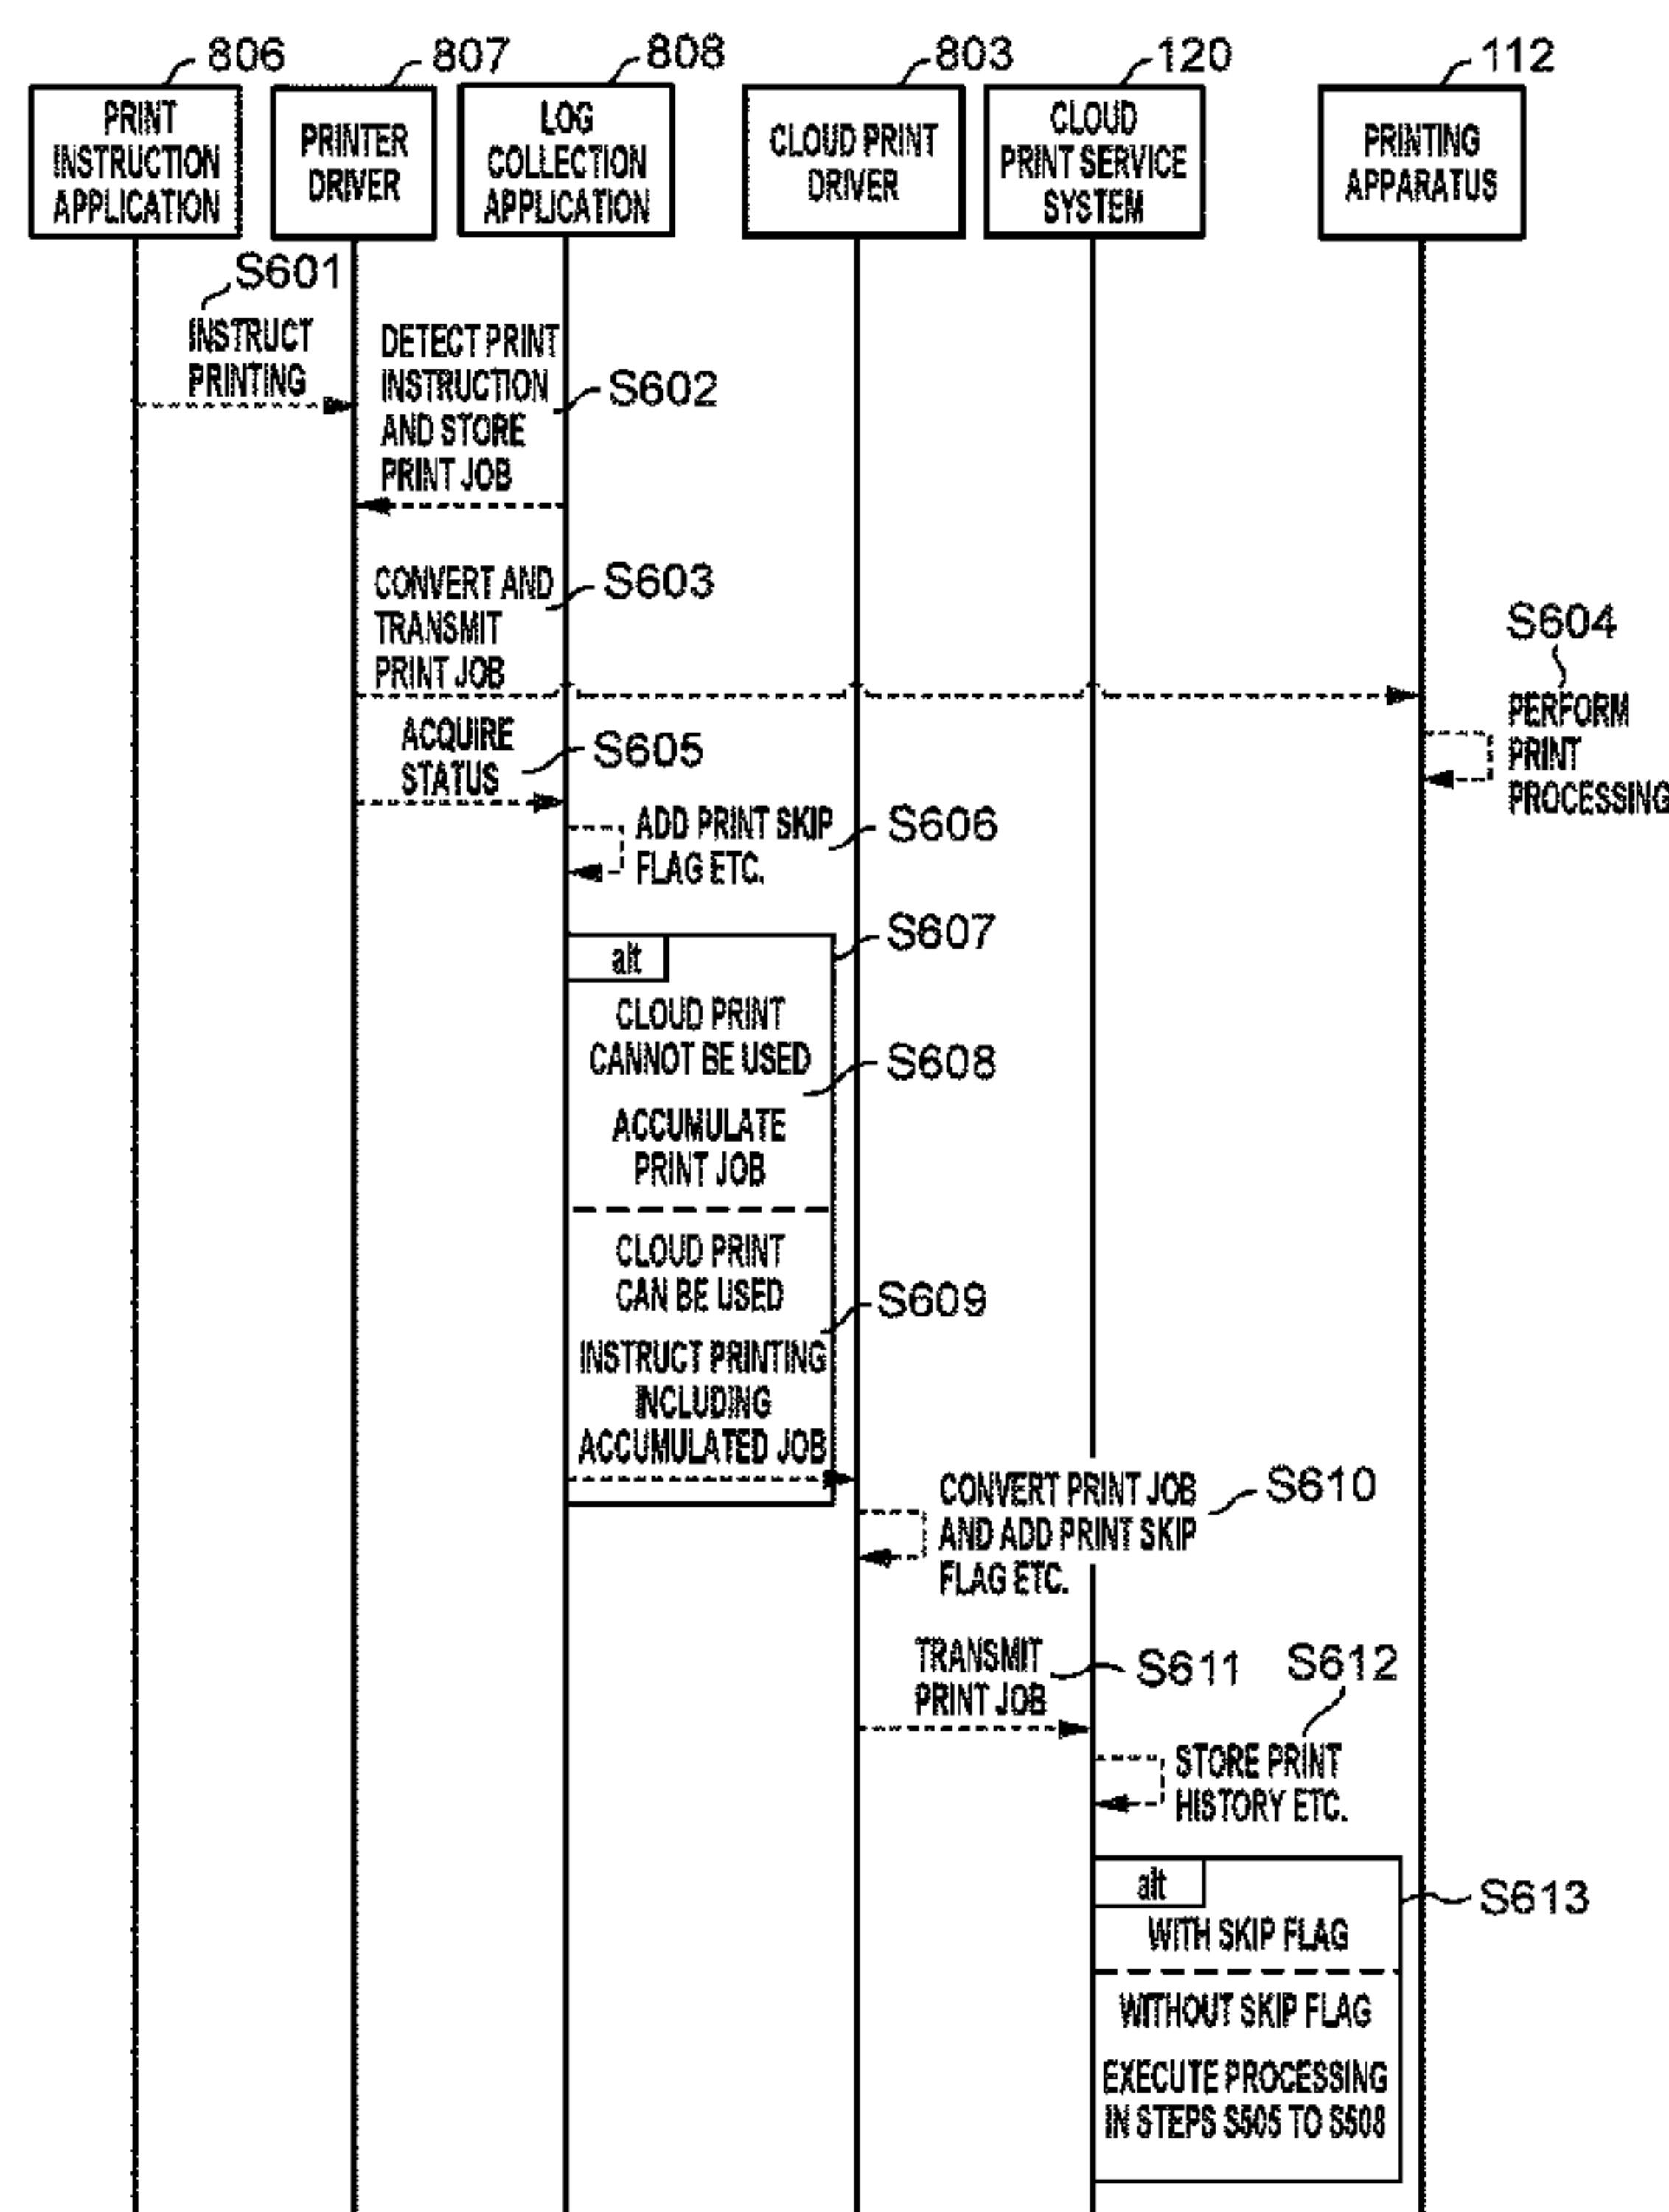 806
807
808
803
120
112
PRINT
INSTRUCTION
APPLICATION
PRINTER
DRIVER
LOG
COLLECTION
APPLICATION
CLOUD PRINT
DRIVER
CLOUD
PRINT SERVICE
SYSTEM
PRINTING
APPARATUS
S601
INSTRUCT
PRINTING
DETECT PRINT
INSTRUCTION
AND STORE
PRINT JOB
S602
CONVERT AND
TRANSMIT
PRINT JOB
S603
S604
PERFORM
PRINT
PROCESSING
ACQUIRE
STATUS
S605
ADD PRINT SKIP
FLAG ETC.
S606
S607
alt
CLOUD PRINT
CANNOT BE USED
S608
ACCUMULATE
PRINT JOB
CLOUD PRINT
CAN BE USED
S609
INSTRUCT PRINTING
INCLUDING
ACCUMULATED JOB
CONVERT PRINT JOB
AND ADD PRINT SKIP
FLAG ETC.
S610
TRANSMIT
PRINT JOB
S611
S612
STORE PRINT
HISTORY ETC.
alt
S613
WITH SKIP FLAG
WITHOUT SKIP FLAG
EXECUTE PROCESSING
IN STEPS S505 TO S508